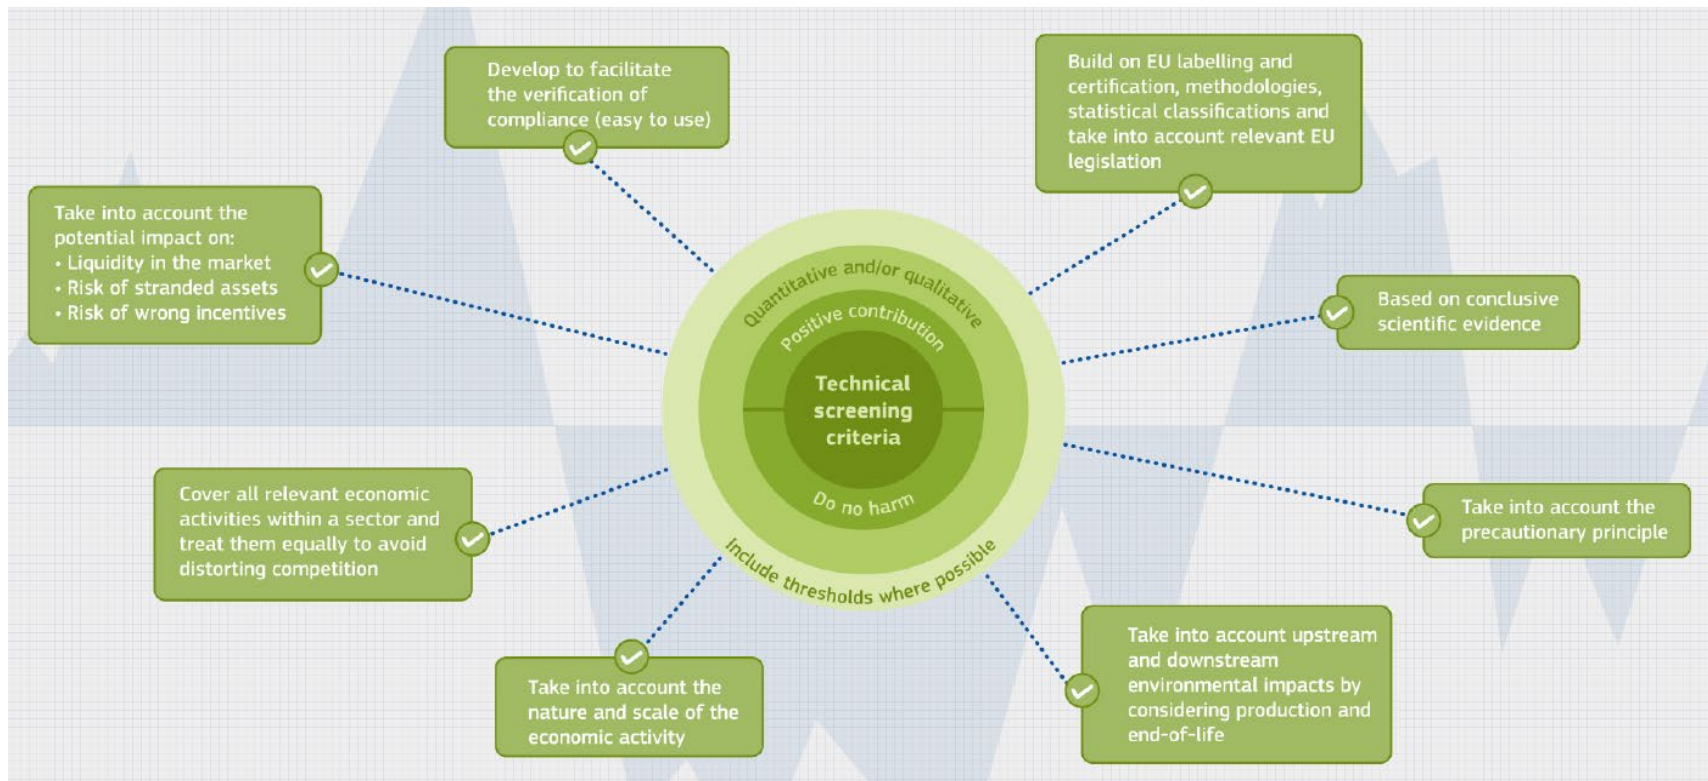 Develop to facilitate
the verification of
compliance (easy to use)
Build on EU labelling and
certification, methodologies,
statistical classifications and
take into account relevant EU
legislation
Take into account the
potential impact on:
• Liquidity in the market
• Risk of stranded assets
• Risk of wrong incentives
Based on conclusive
scientific evidence
Quantitative and/or qualitative
Positive contribution
Technical
screening
criteria
Do no harm
Include thresholds where possible
Cover all relevant economic
activities within a sector and
treat them equally to avoid
distorting competition
Take into account the
precautionary principle
Take into account the
nature and scale of the
economic activity
Take into account upstream
and downstream
environmental impacts by
considering production and
end-of-life